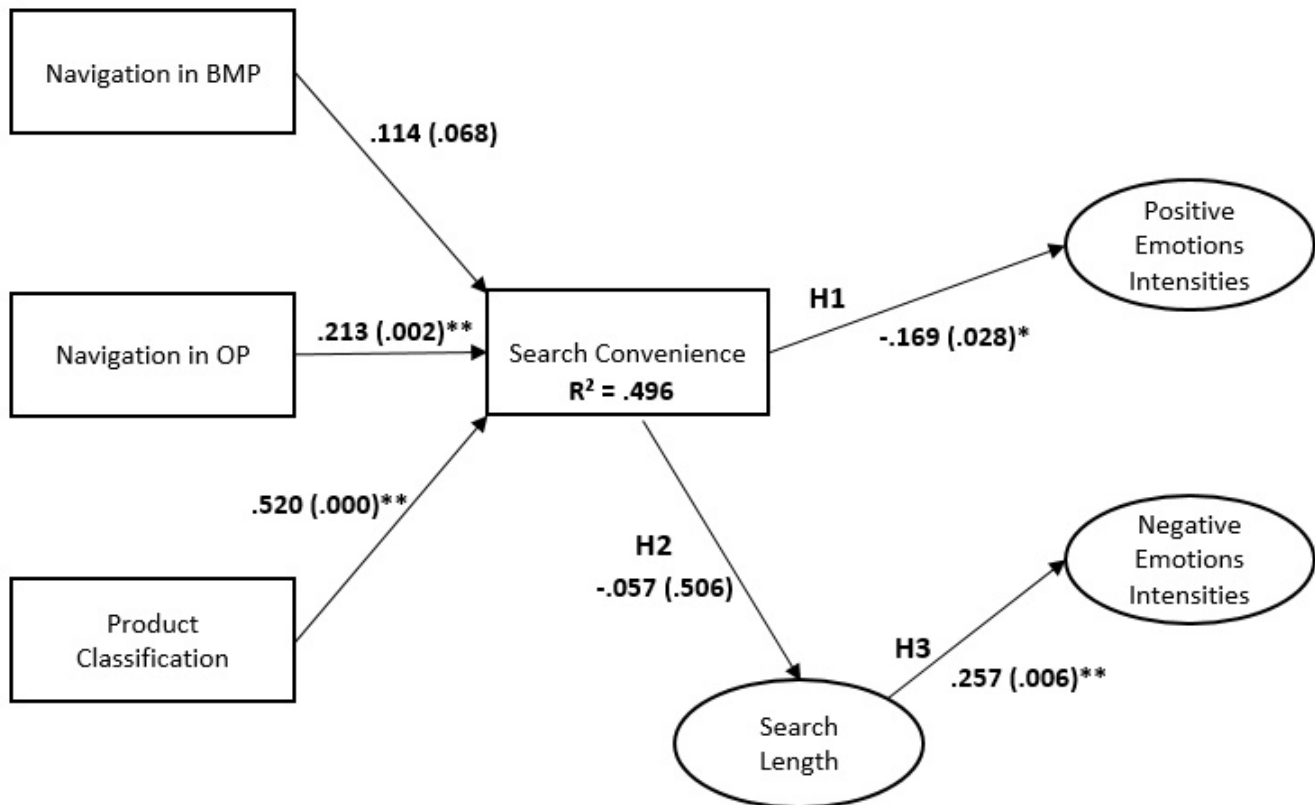 Navigation in BMP
.114 (.068)
Positive
Emotions
Intensities
H1
-.169 (.028)*
Navigation in OP
.213 (.002)**
Search Convenience
R² = .496
.520 (.000)**
Product
Classification
H2
-.057 (.506)
Negative
Emotions
Intensities
H3
.257 (.006)**
Search
Length